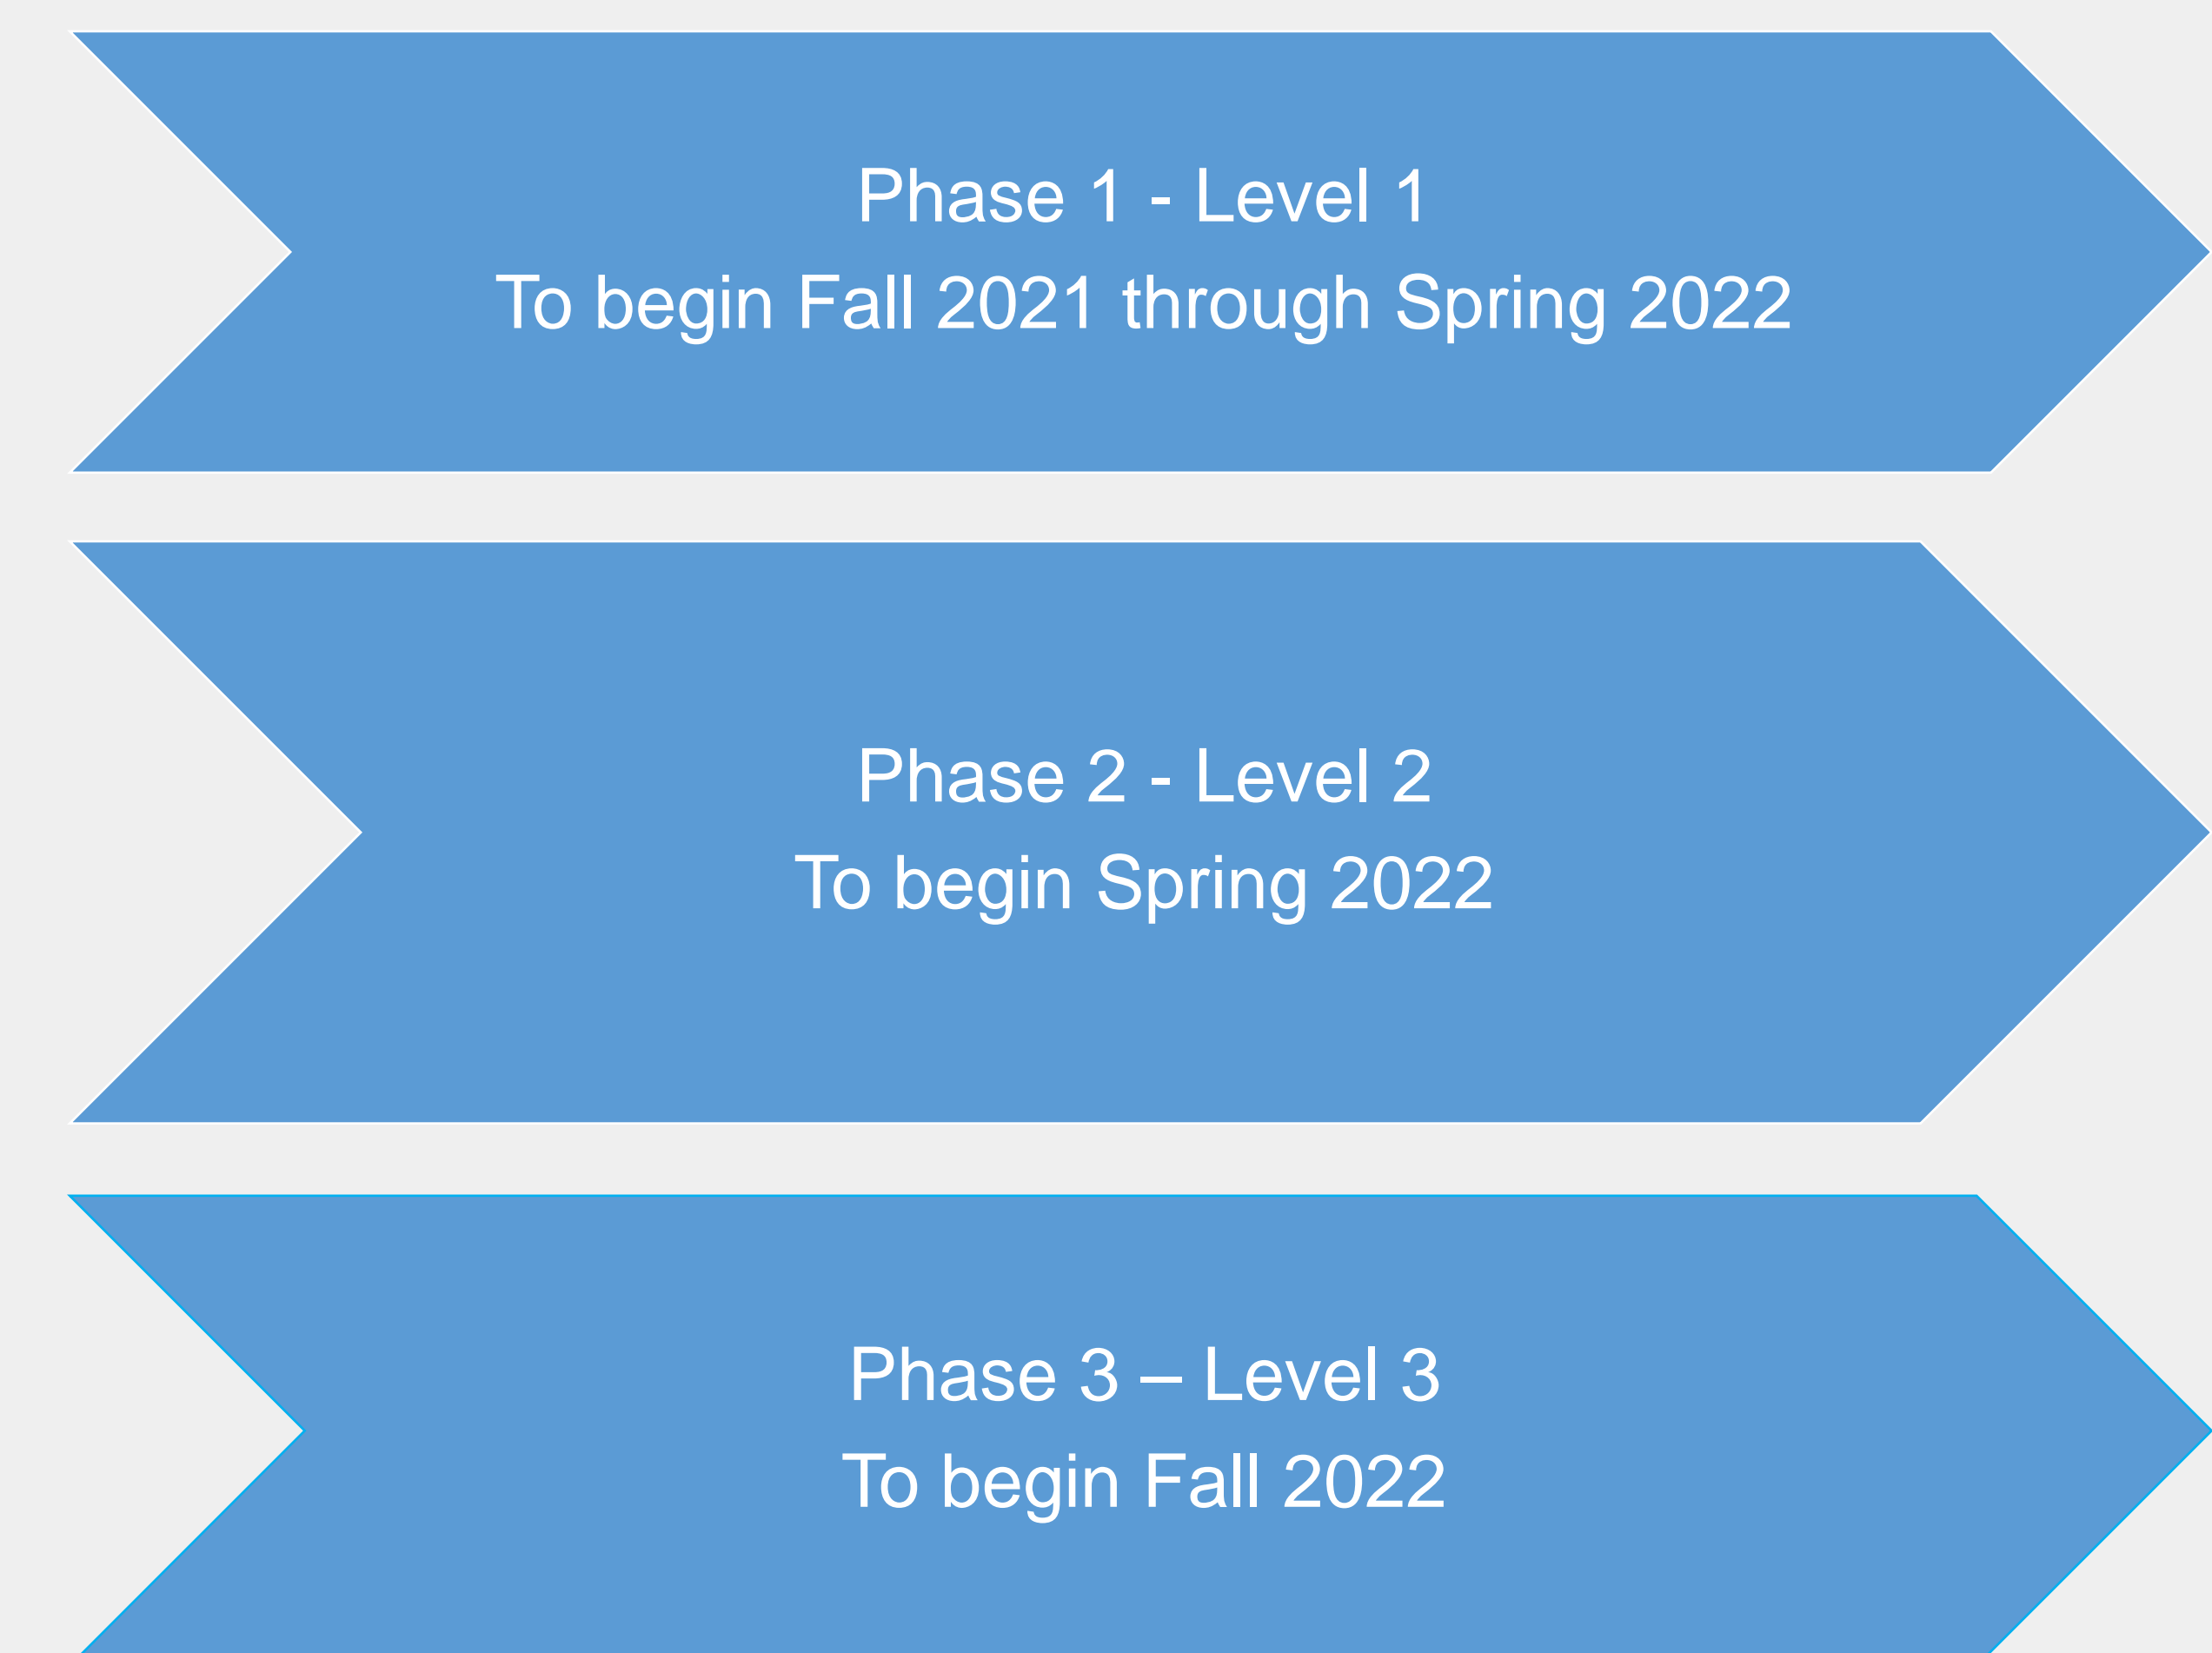 Phase 1 - Level 1
To begin Fall 2021 through Spring 2022
Phase 2 - Level 2
To begin Spring 2022
Phase 3 – Level 3
To begin Fall 2022